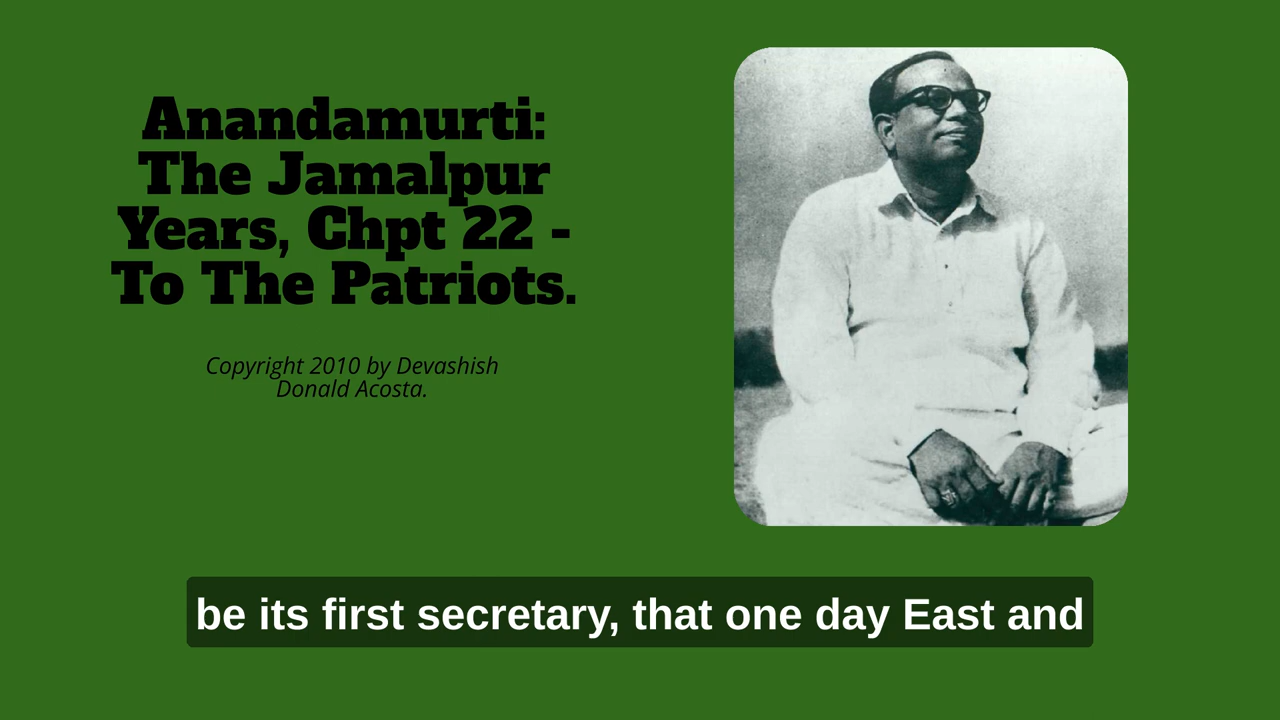 Anandamurti:
The Jamalpur
Years, Chpt 22 -
To The Patriots.
Copyright 2010 by Devashish
Donald Acosta.
be its first secretary, that one day East and